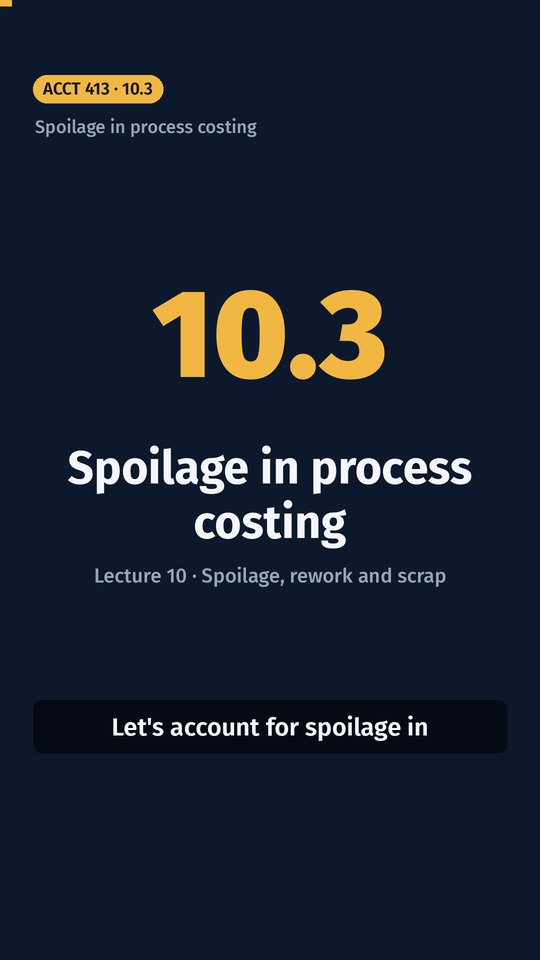 ACCT 413 · 10.3
Spoilage in process costing
10.3
Spoilage in process
costing
Lecture 10 · Spoilage, rework and scrap
Let's account for spoilage in